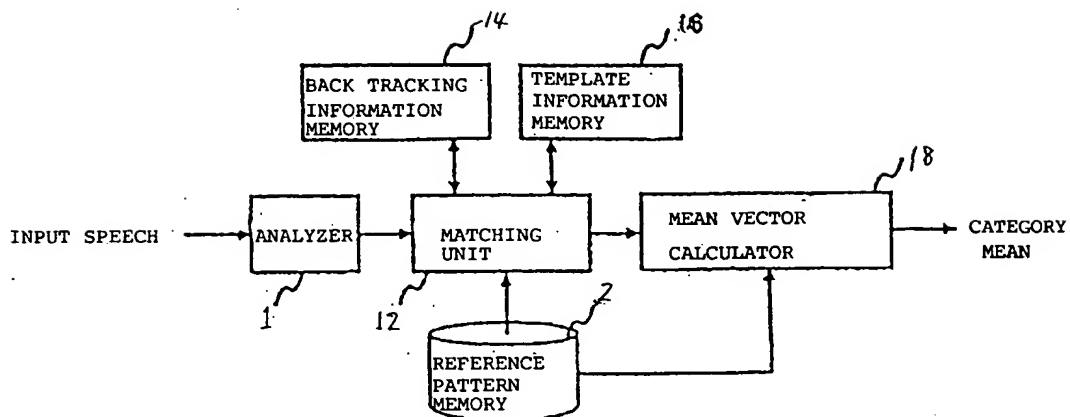 14
16
BACK TRACKING
INFORMATION
MEMORY
TEMPLATE
INFORMATION
MEMORY
18
INPUT SPEECH
ANALYZER
MATCHING
UNIT
MEAN VECTOR
CALCULATOR
CATEGORY
MEAN
1
12
2
REFERENCE
PATTERN
MEMORY